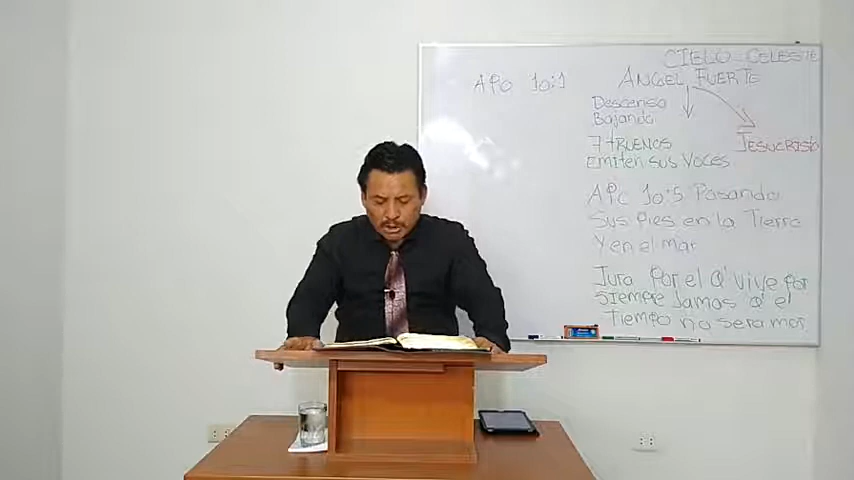 CIELO CELESTE
APO 10:1 ANGEL FUERTE
Descenso
Bajando
7 TRUENOS
JESUCRISTO
EMITEN SUS VOCES
APC 10:5 Posando
SUS PIES EN LA TIERRA
Y EN EL MAR
JURA POR EL Q' VIVE POR
SIEMPRE JAMAS Q' EL
TIEMPO NO SERA MAS